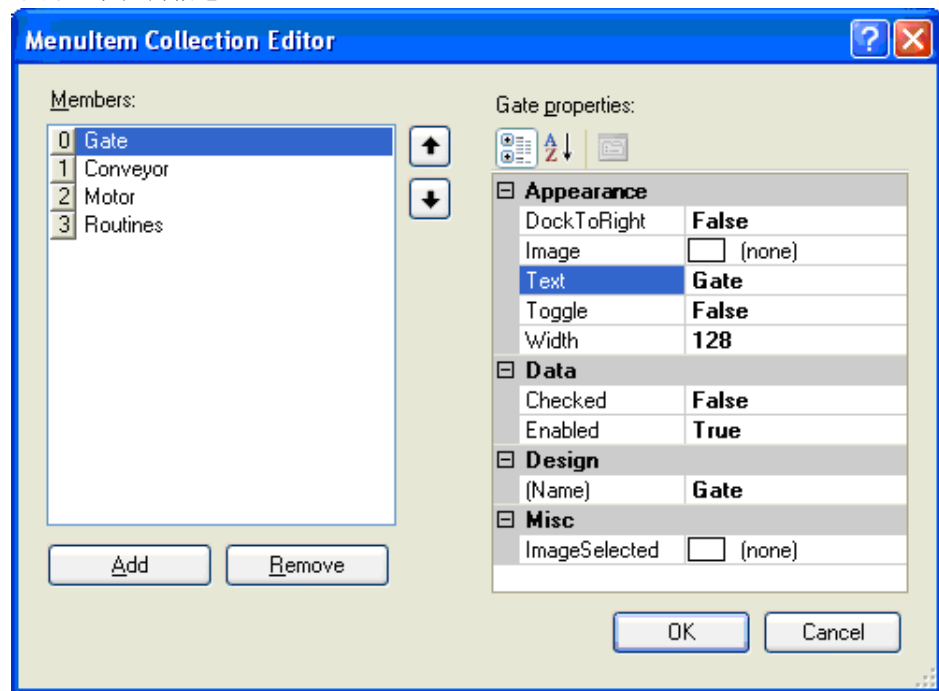 MenuItem Collection Editor
Members:
0 Gate
1 Conveyor
2 Motor
3 Routines
Add
Remove
Gate properties:
Appearance
DockToRight False
Image (none)
Text Gate
Toggle False
Width 128
Data
Checked False
Enabled True
Design
(Name) Gate
Misc
ImageSelected (none)
OK
Cancel